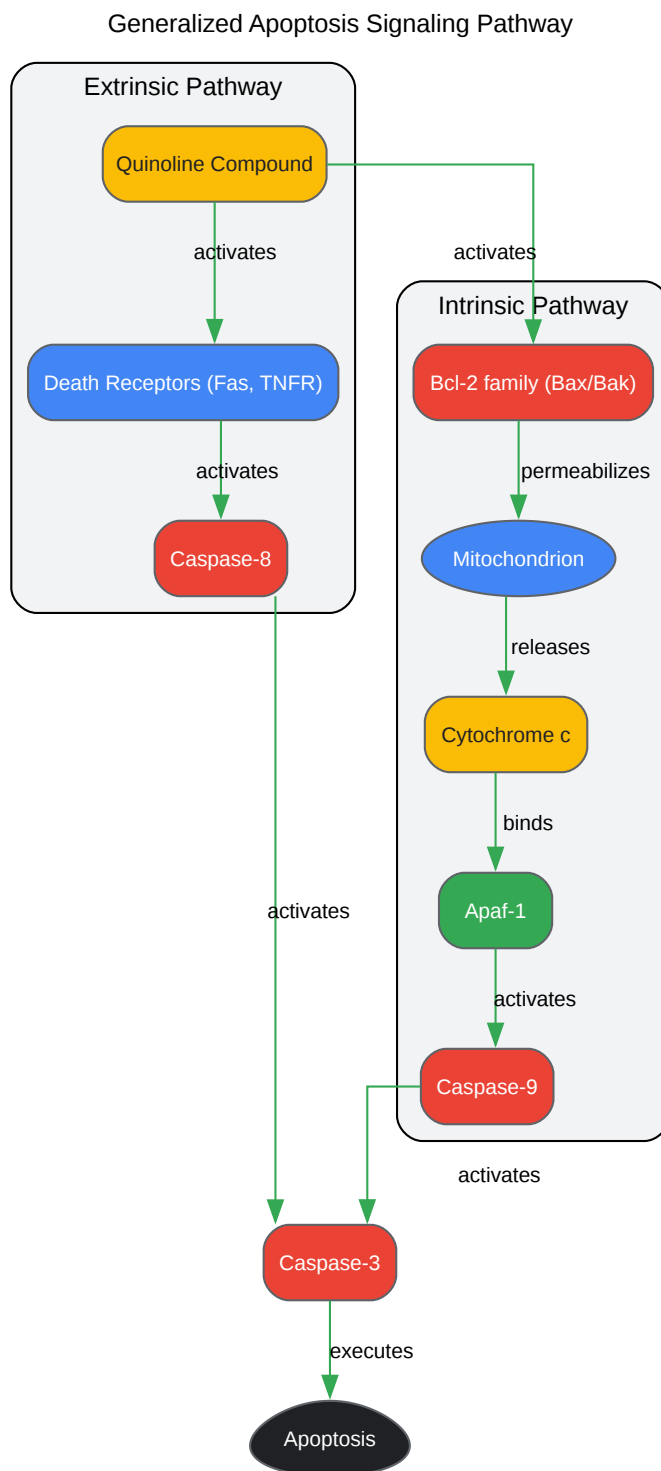 Generalized Apoptosis Signaling Pathway
Extrinsic Pathway
Quinoline Compound
activates
activates
Intrinsic Pathway
Death Receptors (Fas, TNFR)
Bcl-2 family (Bax/Bak)
activates
permeabilizes
Caspase-8
Mitochondrion
releases
Cytochrome c
binds
activates
Apaf-1
activates
Caspase-9
activates
Caspase-3
executes
Apoptosis